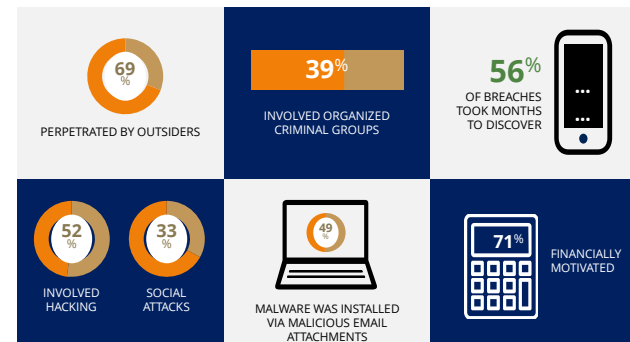 69
%
PERPETRATED BY OUTSIDERS
39%
INVOLVED ORGANIZED
CRIMINAL GROUPS
56%
OF BREACHES
TOOK MONTHS
TO DISCOVER
52
%
INVOLVED
HACKING
33
%
SOCIAL
ATTACKS
49
%
MALWARE WAS INSTALLED
VIA MALICIOUS EMAIL
ATTACHMENTS
71%
FINANCIALLY
MOTIVATED